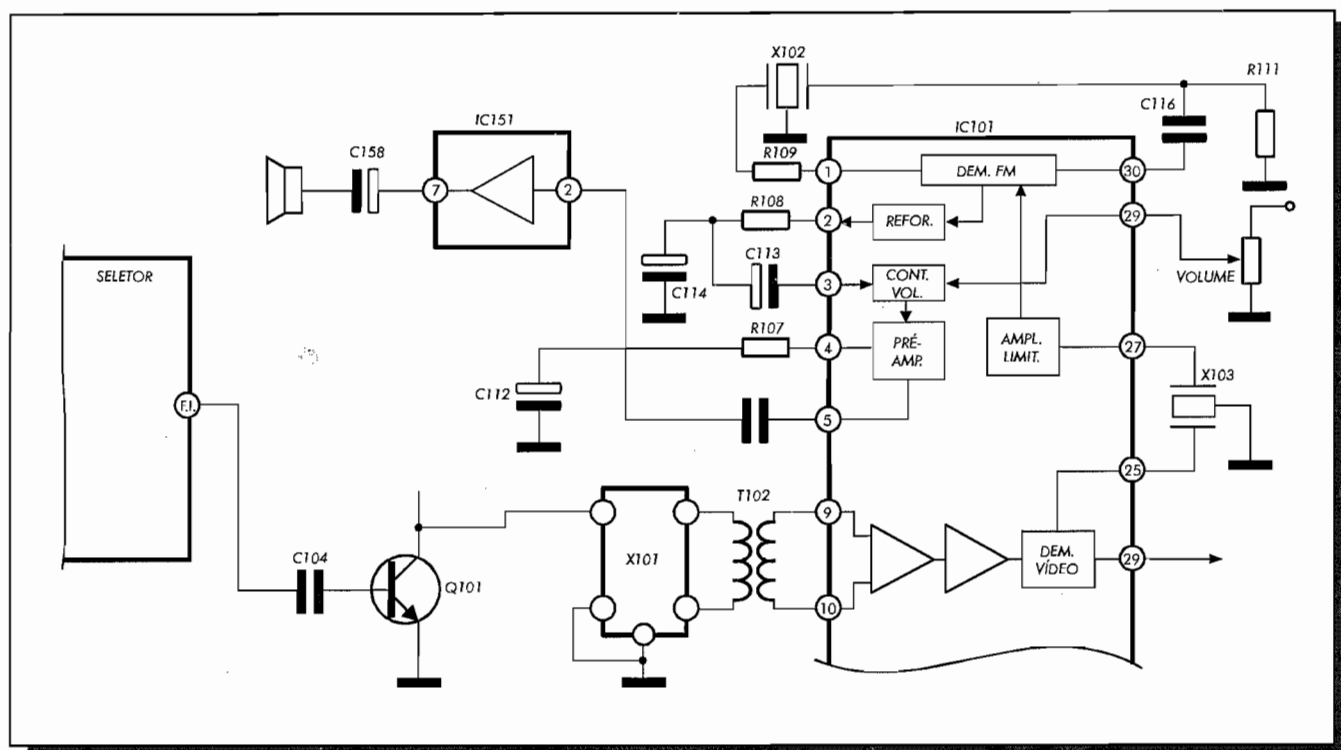 X102
R111
C116
IC151
IC101
C158
R109
1
DEM. FM
30
7
2
R108
2
REFOR.
29
SELETOR
C113
C114
3
CONT.
VOL.
VOLUME
R107
4
PRÉ-
AMP.
AMPL.
LIMIT.
27
X103
C112
F.I.
5
25
T102
9
C104
Q101
X101
DEM.
VÍDEO
29
10